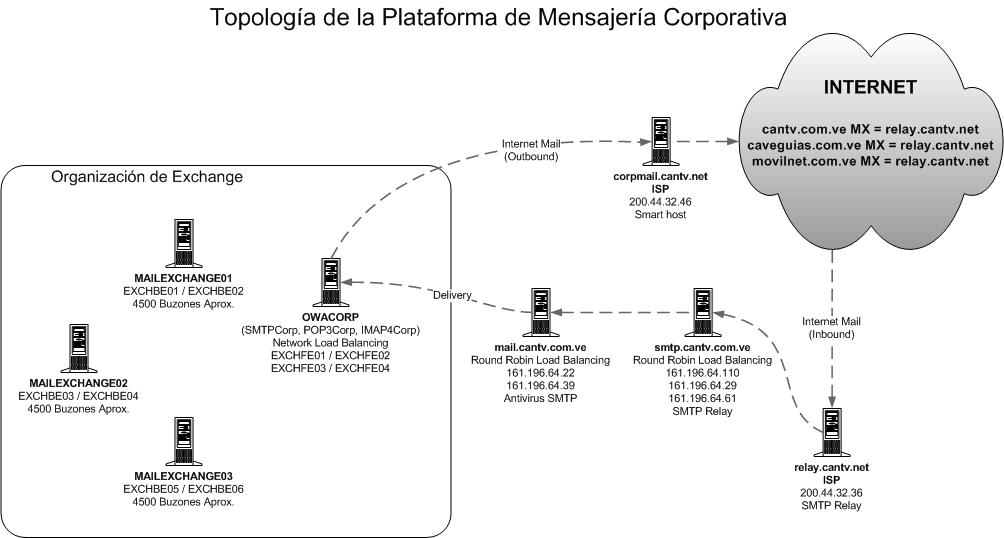 Topología de la Plataforma de Mensajería Corporativa
INTERNET
cantv.com.ve MX = relay.cantv.net
caveguias.com.ve MX = relay.cantv.net
movilnet.com.ve MX = relay.cantv.net
Internet Mail
(Outbound)
corpmail.cantv.net
ISP
200.44.32.46
Smart host
Organización de Exchange
MAILEXCHANGE01
EXCHBE01 / EXCHBE02
4500 Buzones Aprox.
OWACORP
(SMTPCorp, POP3Corp, IMAP4Corp)
Network Load Balancing
EXCHFE01 / EXCHFE02
EXCHFE03 / EXCHFE04
Delivery
MAILEXCHANGE02
EXCHBE03 / EXCHBE04
4500 Buzones Aprox.
MAILEXCHANGE03
EXCHBE05 / EXCHBE06
4500 Buzones Aprox.
mail.cantv.com.ve
Round Robin Load Balancing
161.196.64.22
161.196.64.39
Antivirus SMTP
smtp.cantv.com.ve
Round Robin Load Balancing
161.196.64.110
161.196.64.29
161.196.64.61
SMTP Relay
Internet Mail
(Inbound)
relay.cantv.net
ISP
200.44.32.36
SMTP Relay